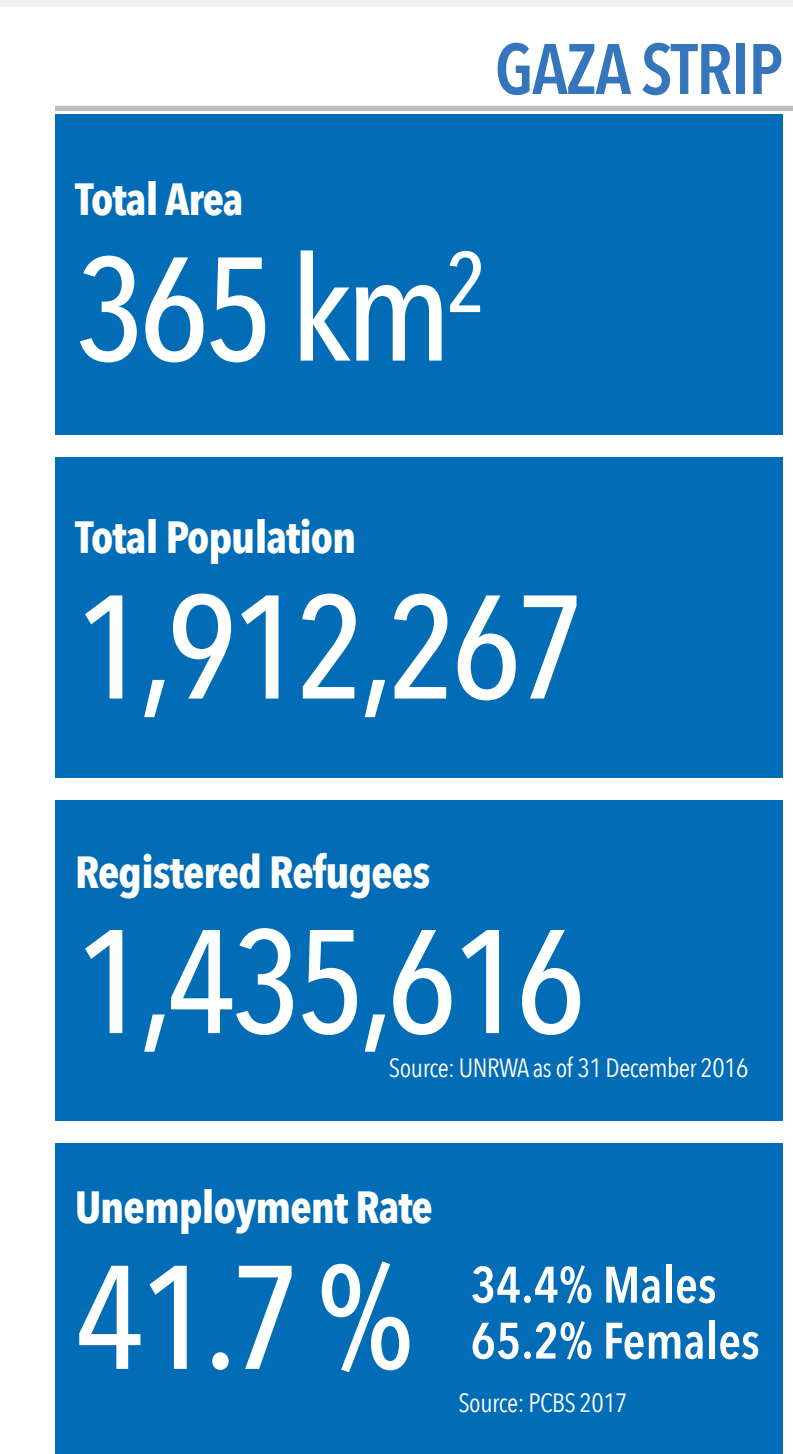 GAZA STRIP
Total Area
365 km²
Total Population
1,912,267
Registered Refugees
1,435,616
Source: UNRWA as of 31 December 2016
Unemployment Rate
41.7 %
34.4% Males
65.2% Females
Source: PCBS 2017